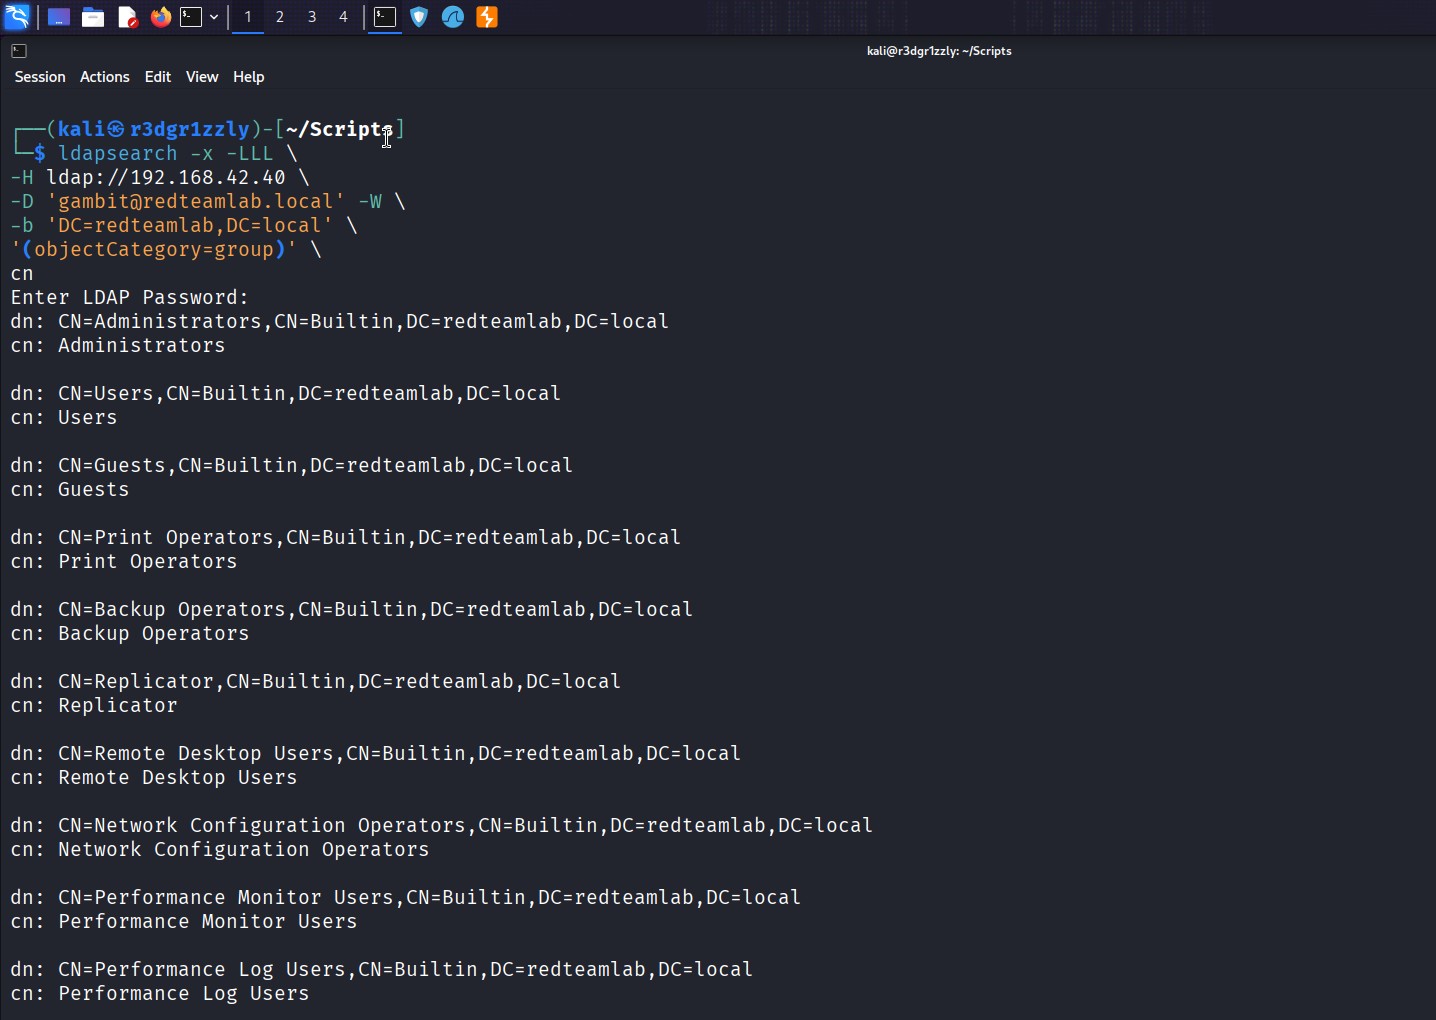 1 2 3 4
kali@r3dgr1zzly: ~/Scripts
Session Actions Edit View Help
┌──(kali㉿r3dgr1zzly)-[~/Scripts]
└─$ ldapsearch -x -LLL \
-H ldap://192.168.42.40 \
-D 'gambit@redteamlab.local' -W \
-b 'DC=redteamlab,DC=local' \
'(objectCategory=group)' \
cn
Enter LDAP Password:
dn: CN=Administrators,CN=Builtin,DC=redteamlab,DC=local
cn: Administrators
dn: CN=Users,CN=Builtin,DC=redteamlab,DC=local
cn: Users
dn: CN=Guests,CN=Builtin,DC=redteamlab,DC=local
cn: Guests
dn: CN=Print Operators,CN=Builtin,DC=redteamlab,DC=local
cn: Print Operators
dn: CN=Backup Operators,CN=Builtin,DC=redteamlab,DC=local
cn: Backup Operators
dn: CN=Replicator,CN=Builtin,DC=redteamlab,DC=local
cn: Replicator
dn: CN=Remote Desktop Users,CN=Builtin,DC=redteamlab,DC=local
cn: Remote Desktop Users
dn: CN=Network Configuration Operators,CN=Builtin,DC=redteamlab,DC=local
cn: Network Configuration Operators
dn: CN=Performance Monitor Users,CN=Builtin,DC=redteamlab,DC=local
cn: Performance Monitor Users
dn: CN=Performance Log Users,CN=Builtin,DC=redteamlab,DC=local
cn: Performance Log Users